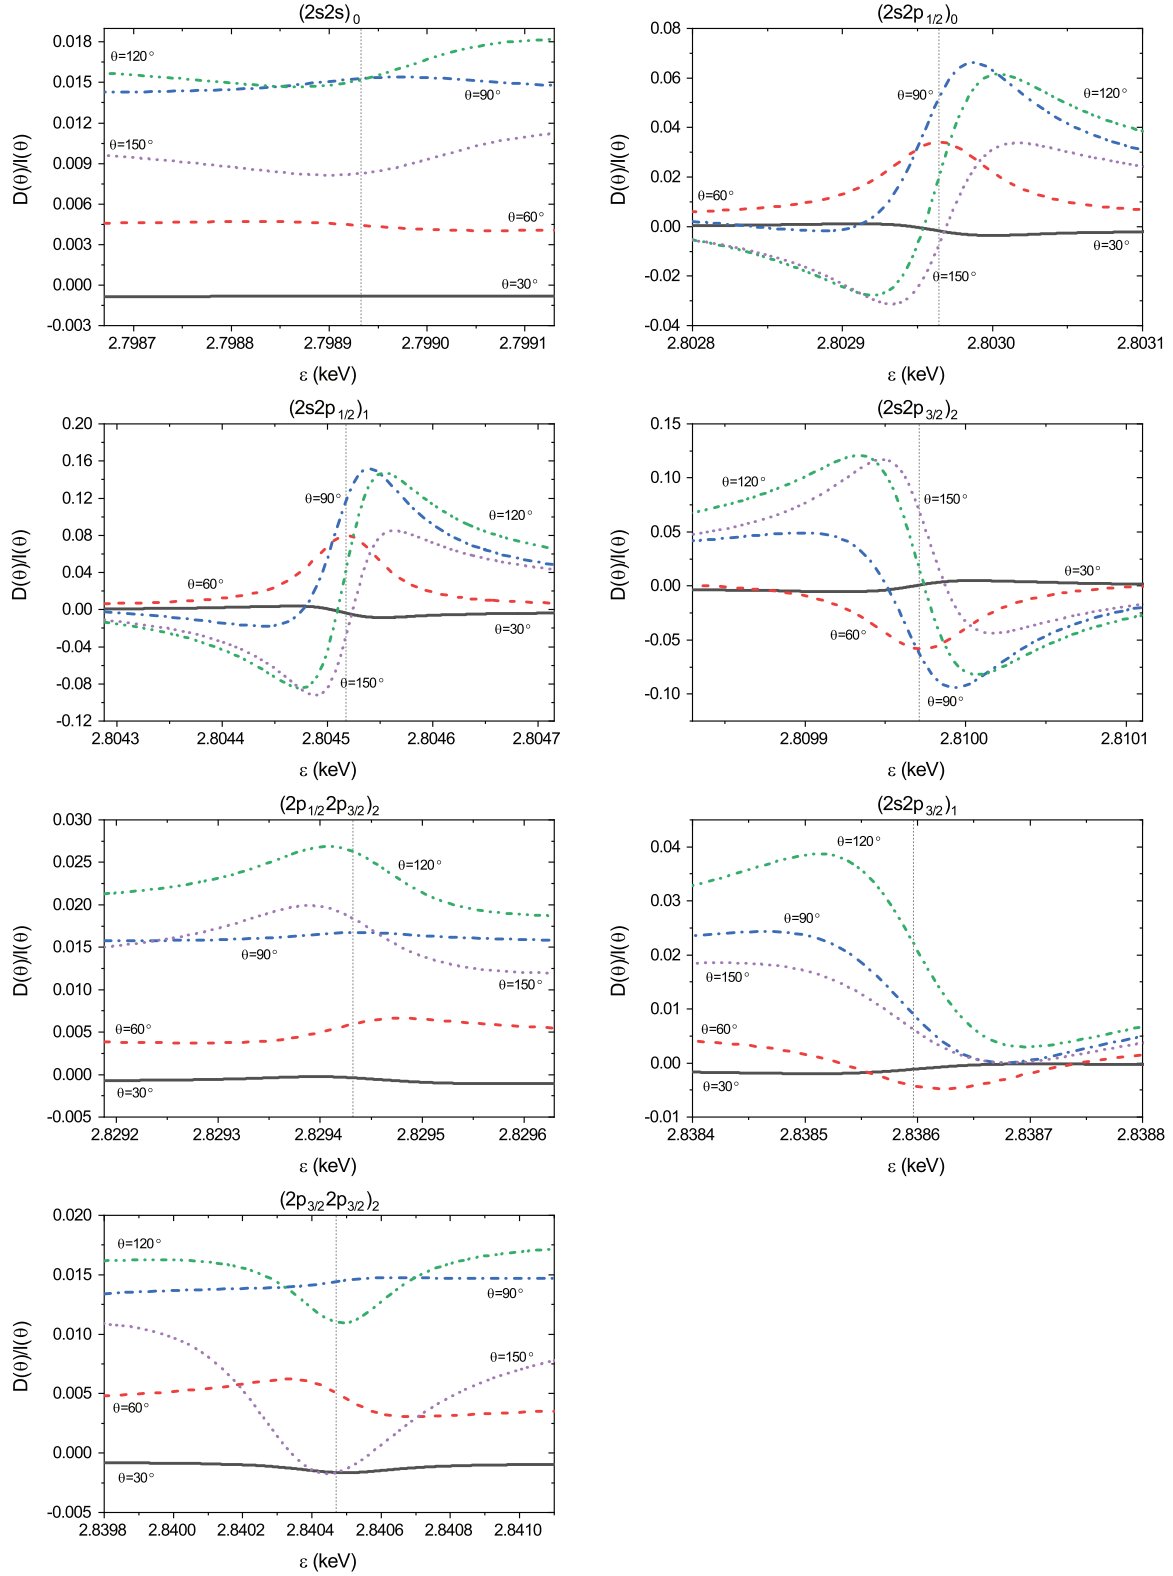 (2s2s)₀
D(θ)/I(θ)
0.018
0.015
0.012
0.009
0.006
0.003
0.000
-0.003
θ=120°
θ=90°
θ=150°
θ=60°
θ=30°
2.7987 2.7988 2.7989 2.7990 2.7991
ε (keV)
(2s2p₁/₂)₀
D(θ)/I(θ)
0.08
0.06
0.04
0.02
0.00
-0.02
-0.04
θ=90°
θ=120°
θ=60°
θ=30°
θ=150°
2.8028 2.8029 2.8030 2.8031
ε (keV)
(2s2p₁/₂)₁
D(θ)/I(θ)
0.20
0.16
0.12
0.08
0.04
0.00
-0.04
-0.08
-0.12
θ=90°
θ=120°
θ=60°
θ=30°
θ=150°
2.80443 2.8044 2.80445 2.80446 2.80447
ε (keV)
(2s2p₃/₂)₂
D(θ)/I(θ)
0.15
0.10
0.05
0.00
-0.05
-0.10
θ=120°
θ=150°
θ=30°
θ=60°
θ=90°
2.8099 2.8100 2.8101
ε (keV)
(2p₁/₂2p₃/₂)₂
D(θ)/I(θ)
0.030
0.025
0.020
0.015
0.010
0.005
0.000
-0.005
θ=120°
θ=90°
θ=150°
θ=60°
θ=30°
2.8292 2.8293 2.8294 2.8295 2.8296
ε (keV)
(2s2p₃/₂)₁
D(θ)/I(θ)
0.04
0.03
0.02
0.01
0.00
-0.01
θ=120°
θ=90°
θ=150°
θ=60°
θ=30°
2.8384 2.8385 2.8386 2.8387 2.8388
ε (keV)
(2p₃/₂2p₃/₂)₂
D(θ)/I(θ)
0.020
0.015
0.010
0.005
0.000
-0.005
θ=120°
θ=90°
θ=150°
θ=60°
θ=30°
2.8398 2.8400 2.8402 2.8404 2.8406 2.8408 2.8410
ε (keV)